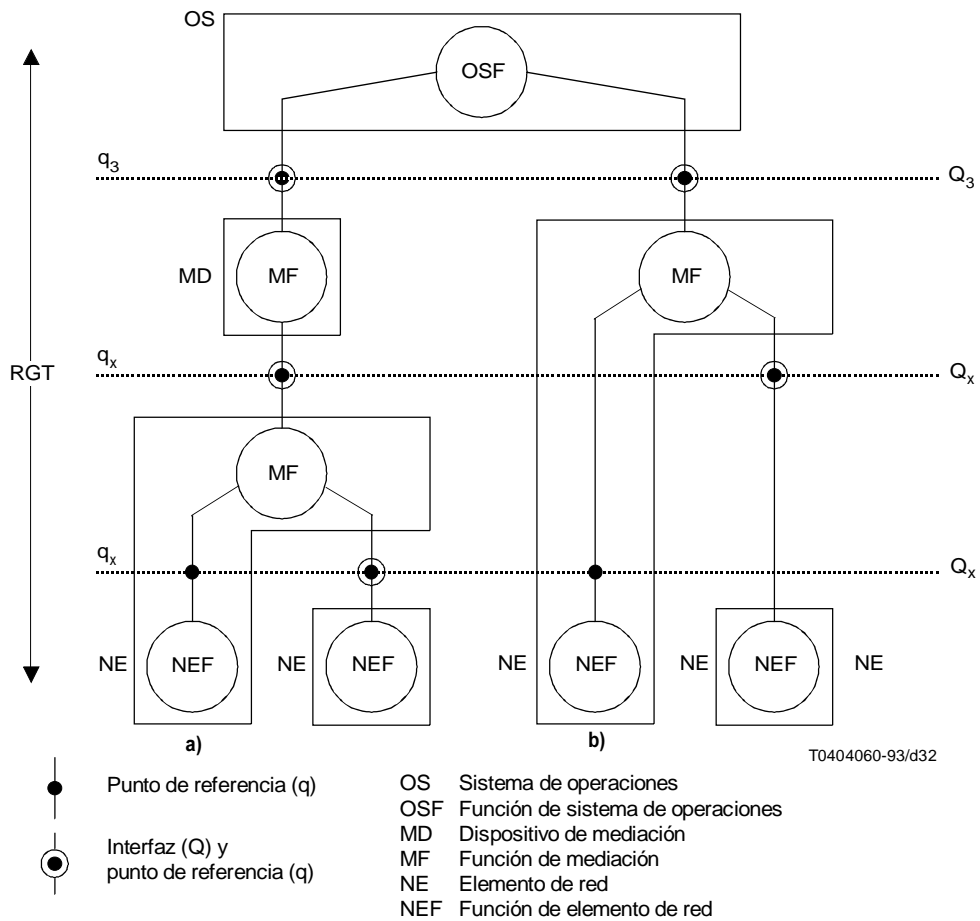 OS
OSF
q3
Q3
MD
MF
MF
RGT
qx
Qx
MF
qx
Qx
NE
NEF
NE
NEF
NE
NEF
NE
NEF
NE
a)
b)
T0404060-93/d32
Punto de referencia (q)
Interfaz (Q) y
punto de referencia (q)
OS Sistema de operaciones
OSF Función de sistema de operaciones
MD Dispositivo de mediación
MF Función de mediación
NE Elemento de red
NEF Función de elemento de red